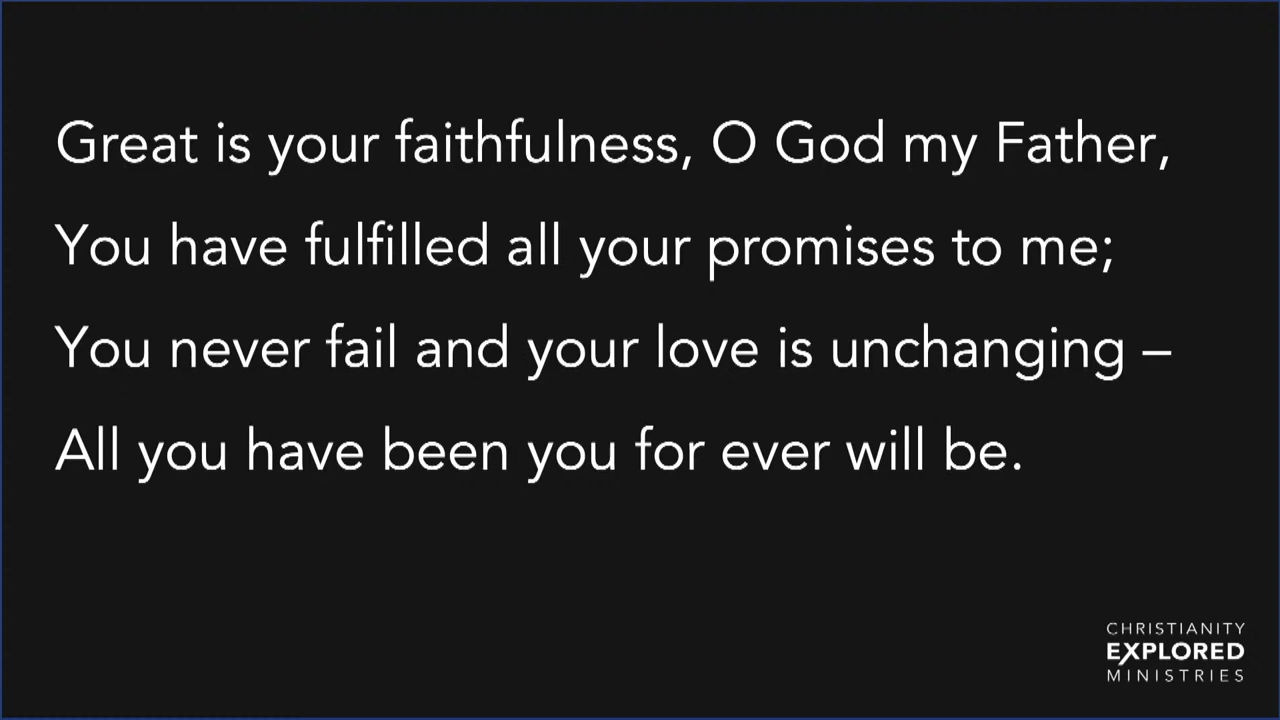 Great is your faithfulness, O God my Father,
You have fulfilled all your promises to me;
You never fail and your love is unchanging –
All you have been you for ever will be.
CHRISTIANITY
EXPLORED
MINISTRIES